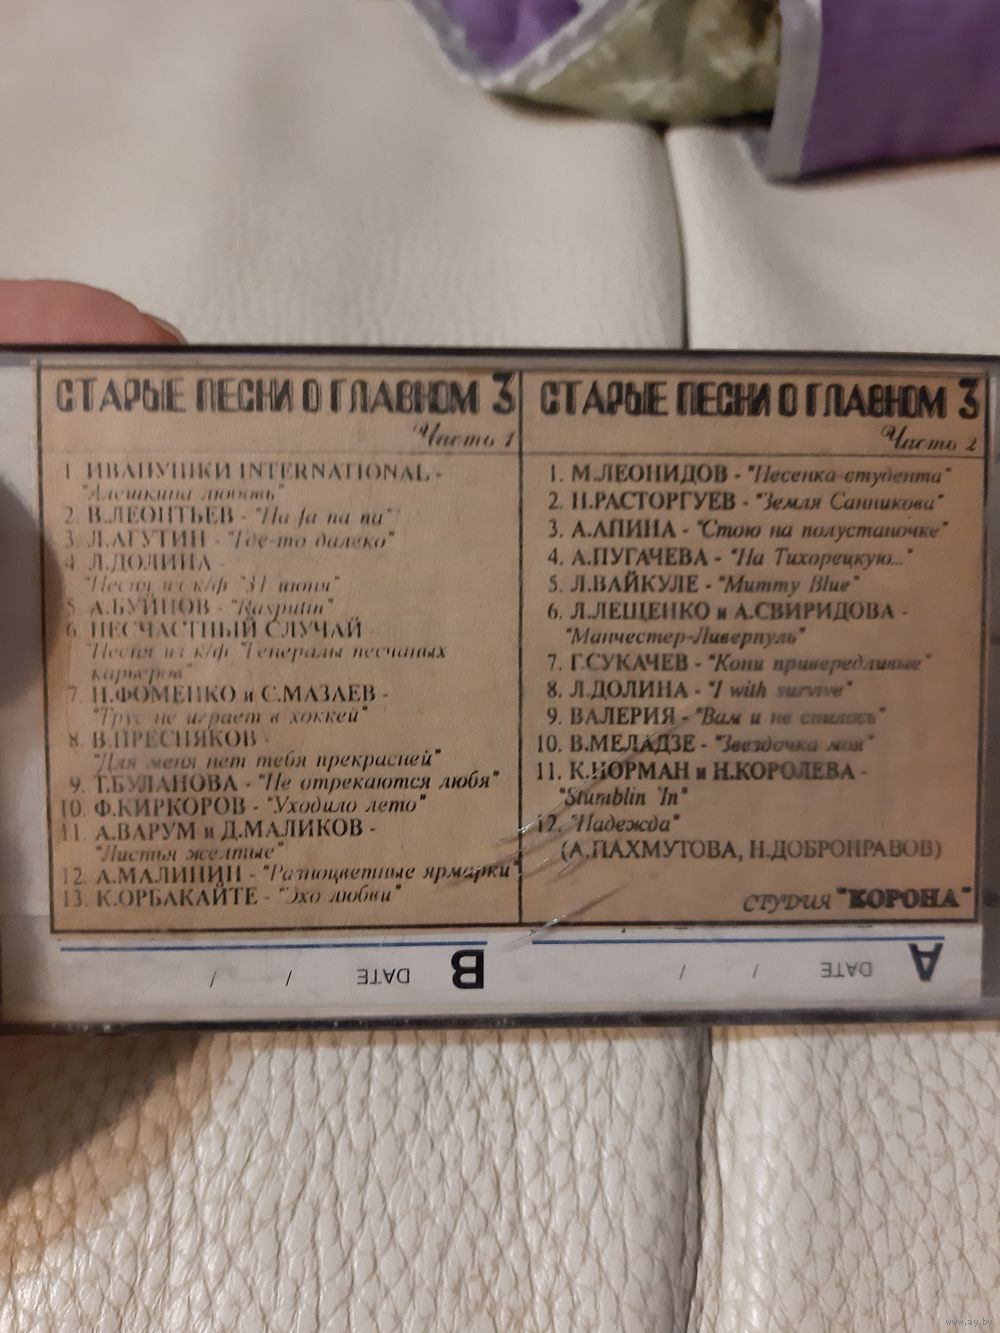 СТАРЫЕ ПЕСНИ О ГЛАВНОМ 3
Часть 1
1 ИВАНУШКИ INTERNATIONAL -
"Алешкина любовь"
2. В.ЛЕОНТЬЕВ - "Па fa na na"
3. Л.АГУТИН - "Где-то далеко"
4 Л.ДОЛИНА -
"Песня из к/ф "31 июня"
5 А.БУЙНОВ - "Rasputin"
6. НЕСЧАСТНЫЙ СЛУЧАЙ
"Песня из к/ф "Генералы песчаных
карьеров"
7. Н.ФОМЕНКО и С.МАЗАЕВ -
"Трус не играет в хоккей"
8. В.ПРЕСНЯКОВ -
"Для меня нет тебя прекрасней"
9. Т.БУЛАНОВА - "Не отрекаются любя"
10. Ф.КИРКОРОВ - "Уходило лето"
11. А.ВАРУМ и Д.МАЛИКОВ -
"Листья желтые"
12. А.МАЛИНИН - "Разноцветные ярмарки"
13. К.ОРБАКАЙТЕ - "Эхо любви"
СТАРЫЕ ПЕСНИ О ГЛАВНОМ 3
Часть 2
1. М.ЛЕОНИДОВ - "Песенка студента"
2. Н.РАСТОРГУЕВ - "Земля Санникова"
3. А.АПИНА - "Стою на полустаночке"
4. А.ПУГАЧЕВА - "На Тихорецкую..."
5. Л.ВАЙКУЛЕ - "Mummy Blue"
6. Л.ЛЕЩЕНКО и А.СВИРИДОВА -
"Манчестер-Ливерпуль"
7. Г.СУКАЧЕВ - "Кони привередливые"
8. Л.ДОЛИНА - "I with survive"
9. ВАЛЕРИЯ - "Вам и не снилось"
10. В.МЕЛАДЗЕ - "Звездочка моя"
11. К.НОРМАН и Н.КОРОЛЕВА -
"Stumblin 'In"
12. "Надежда"
(А.ПАХМУТОВА, Н.ДОБРОНРАВОВ)
СТУДИЯ "КОРОНА"
B DATE / /
A DATE / /
www.ay.by